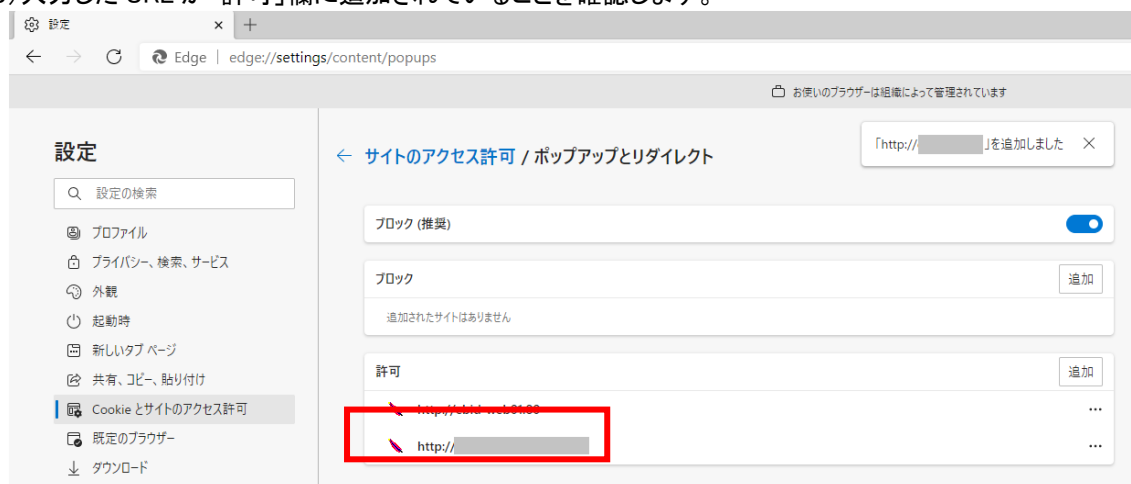 入力した URL が「許可」欄に追加されていることを確認します。
設定
Edge | edge://settings/content/popups
お使いのブラウザーは組織によって管理されています
設定
← サイトのアクセス許可 / ポップアップとリダイレクト
「http://
」を追加しました
設定の検索
ブロック (推奨)
プロファイル
プライバシー、検索、サービス
外観
起動時
新しいタブ ページ
共有、コピー、貼り付け
Cookie とサイトのアクセス許可
既定のブラウザー
ダウンロード
ブロック
追加
追加されたサイトはありません
許可
追加
http://